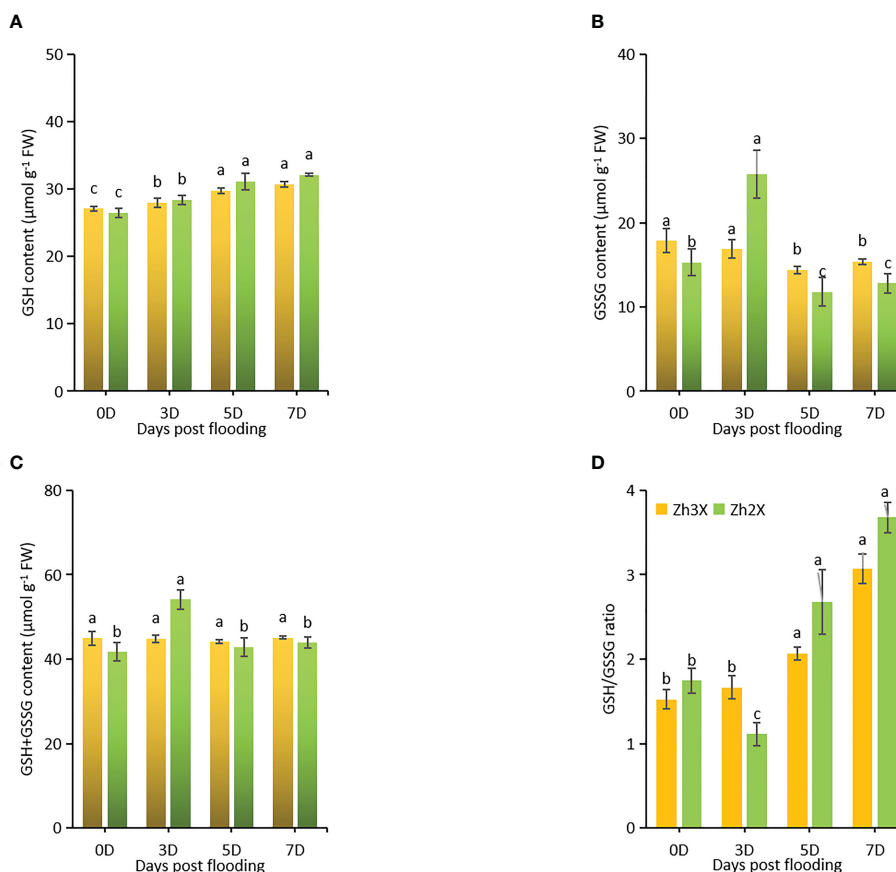 A
GSH content (μmol g⁻¹ FW)
50
40
30
20
10
0
c c b b a a a a
0D 3D 5D 7D
Days post flooding
B
GSSG content (μmol g⁻¹ FW)
40
30
20
10
0
a b a a b c b c
0D 3D 5D 7D
Days post flooding
C
GSH+GSSG content (μmol g⁻¹ FW)
80
60
40
20
0
a b a a a b a b
0D 3D 5D 7D
Days post flooding
D
GSH/GSSG ratio
4
3
2
1
0
Zh3X Zh2X
b b b c a a a a
0D 3D 5D 7D
Days post flooding